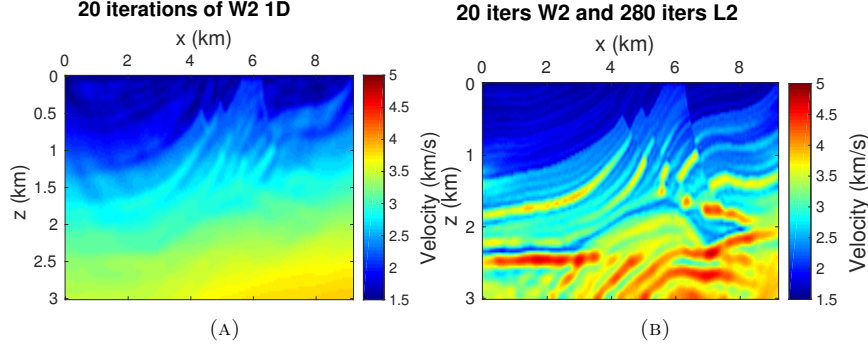 20 iterations of W2 1D
x (km)
0 2 4 6 8
0
0.5
1
1.5
2
2.5
3
z (km)
5
4.5
4
3.5
3
2.5
2
1.5
Velocity (km/s)
(A)
20 iters W2 and 280 iters L2
x (km)
0 2 4 6 8
0
1
2
3
z (km)
5
4.5
4
3.5
3
2.5
2
1.5
Velocity (km/s)
(B)